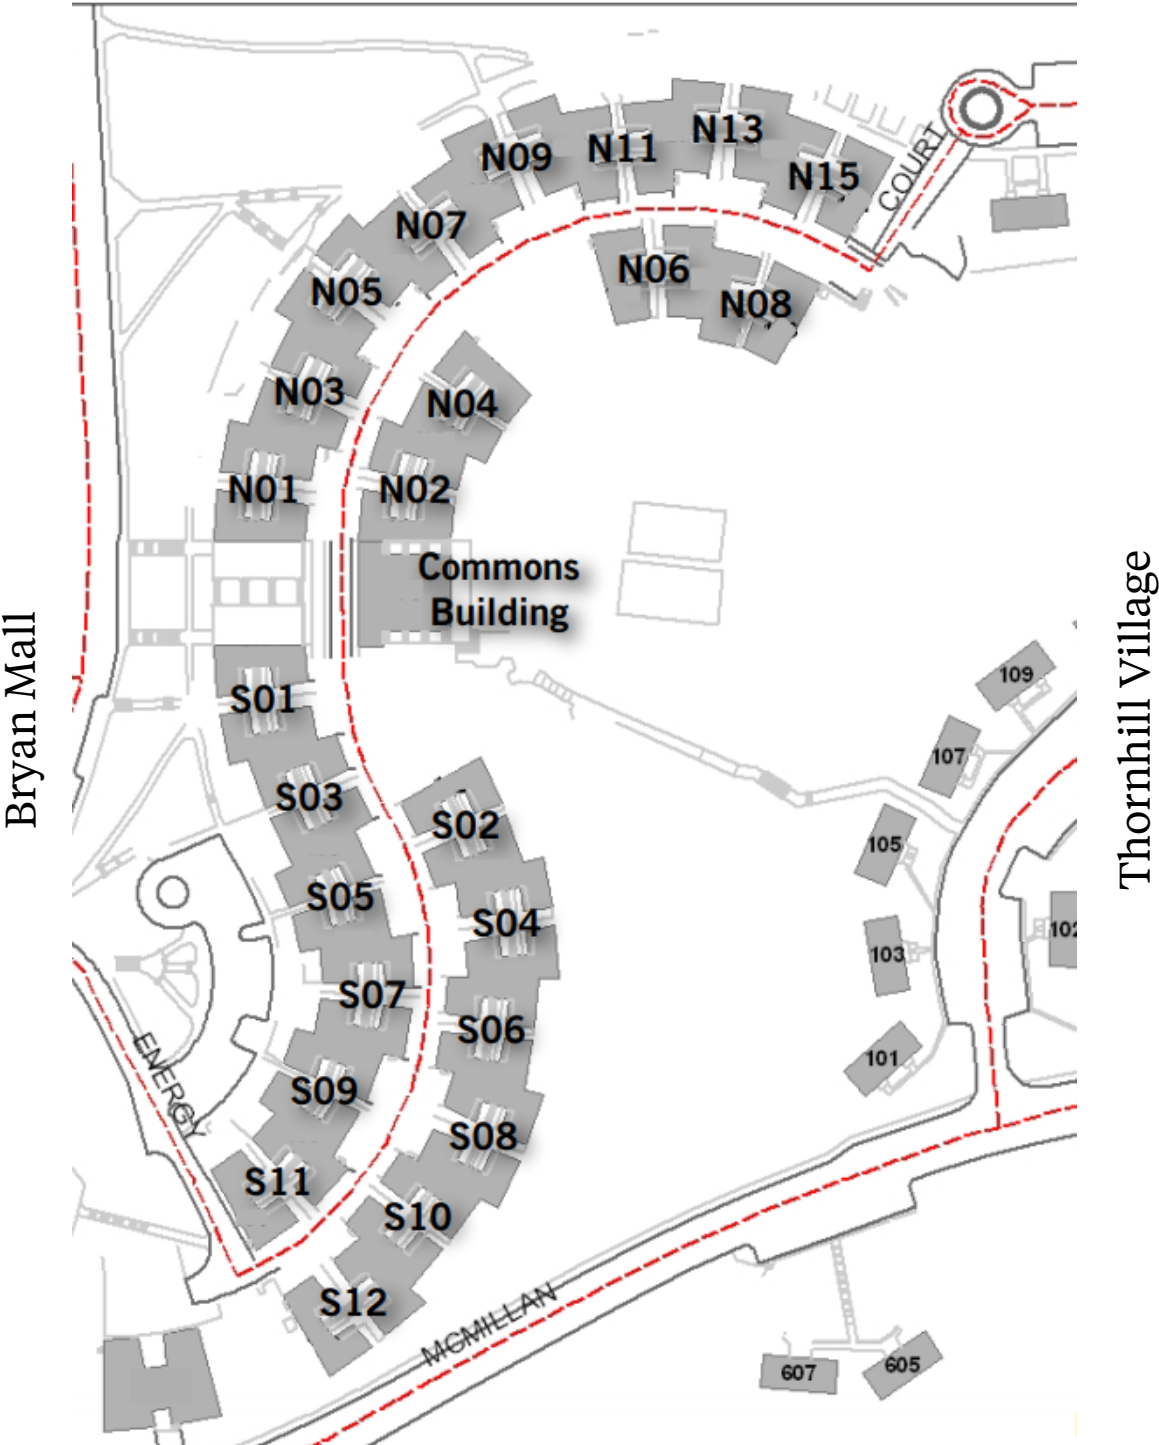 N13
N11
N09
N15
COURT
N07
N06
N05
N08
N03
N04
N01
N02
Commons
Building
Bryan Mall
Thornhill Village
S01
109
107
S03
S02
105
S05
S04
102
103
S07
S06
101
ENERGY
S09
S08
S11
S10
S12
MCMILLAN
607
605